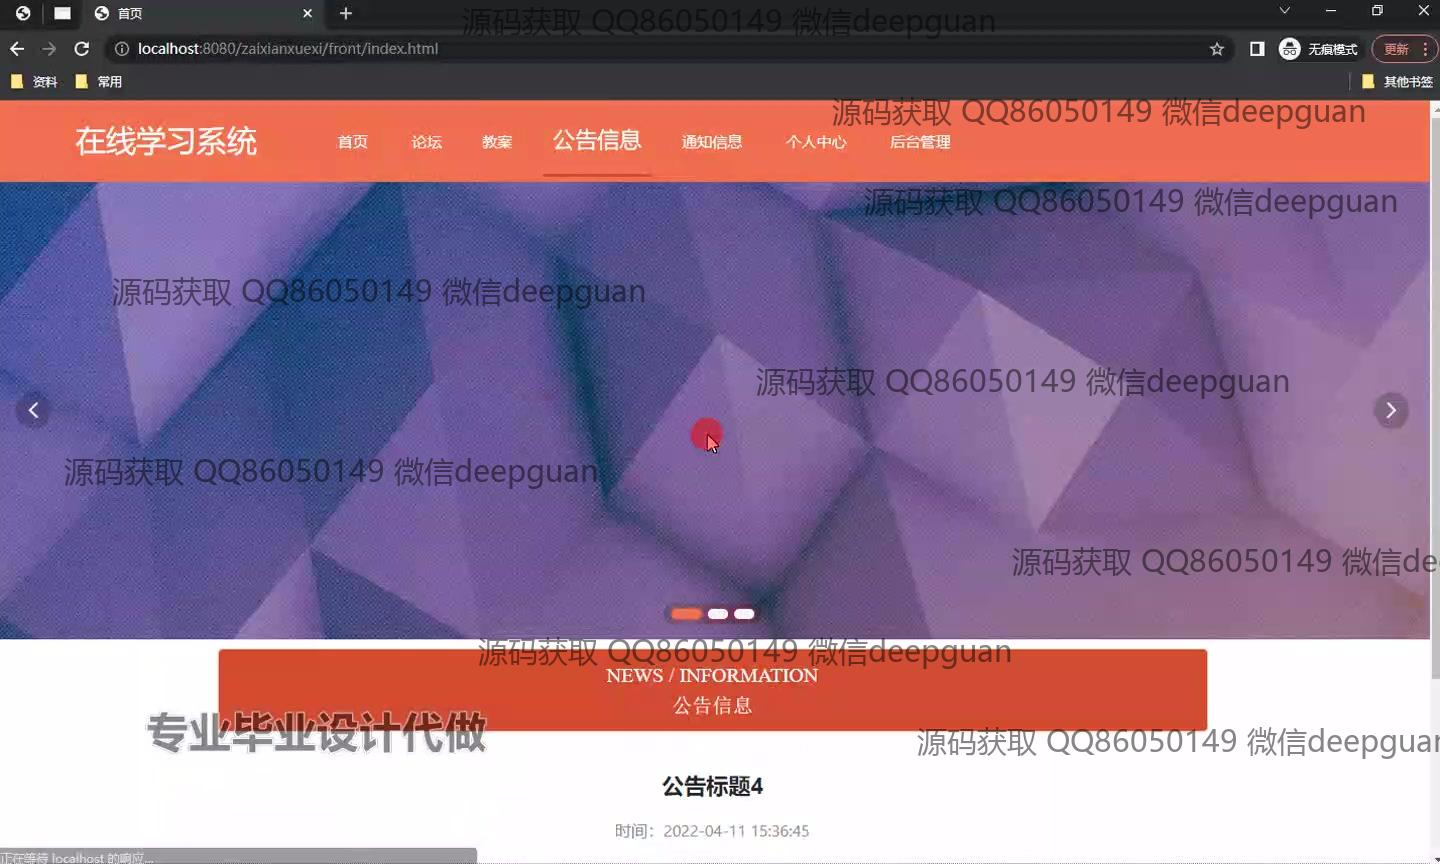 首页
源码获取 QQ86050149 微信deepguan
localhost:8080/zaixianxuexi/front/index.html
无痕模式
更新
资料
常用
其他书签
源码获取 QQ86050149 微信deepguan
在线学习系统
首页
论坛
教案
公告信息
通知信息
个人中心
后台管理
源码获取 QQ86050149 微信deepguan
源码获取 QQ86050149 微信deepguan
源码获取 QQ86050149 微信deepguan
源码获取 QQ86050149 微信deepguan
源码获取 QQ86050149 微信de
源码获取 QQ86050149 微信deepguan
NEWS / INFORMATION
公告信息
专业毕业设计代做
源码获取 QQ86050149 微信deepguan
公告标题4
时间：2022-04-11 15:36:45
正在等待 localhost 的响应...